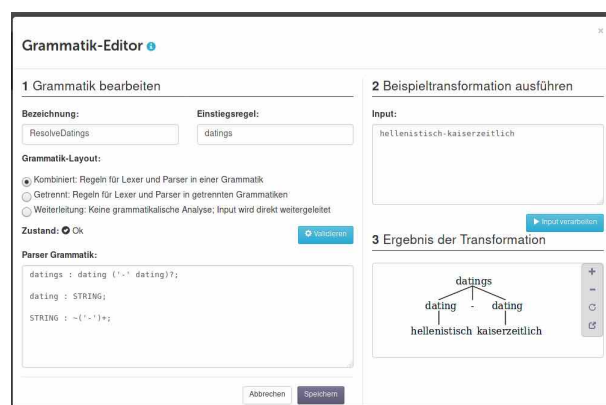 ×
Grammatik-Editor
1 Grammatik bearbeiten
Bezeichnung:
Einstiegsregel:
ResolveDatings
datings
Grammatik-Layout:
Kombiniert: Regeln für Lexer und Parser in einer Grammatik
Getrennt: Regeln für Lexer und Parser in getrennten Grammatiken
Weiterleitung: Keine grammatikalische Analyse; Input wird direkt weitergeleitet
Zustand: Ok
Validieren
Parser Grammatik:
datings : dating ('-' dating)?;
dating : STRING;
STRING : ~('-')+;
Abbrechen
Speichern
2 Beispieltransformation ausführen
Input:
hellenistisch-kaiserzeitlich
Input verarbeiten
3 Ergebnis der Transformation
datings
dating - dating
hellenistisch kaiserzeitlich
+
-